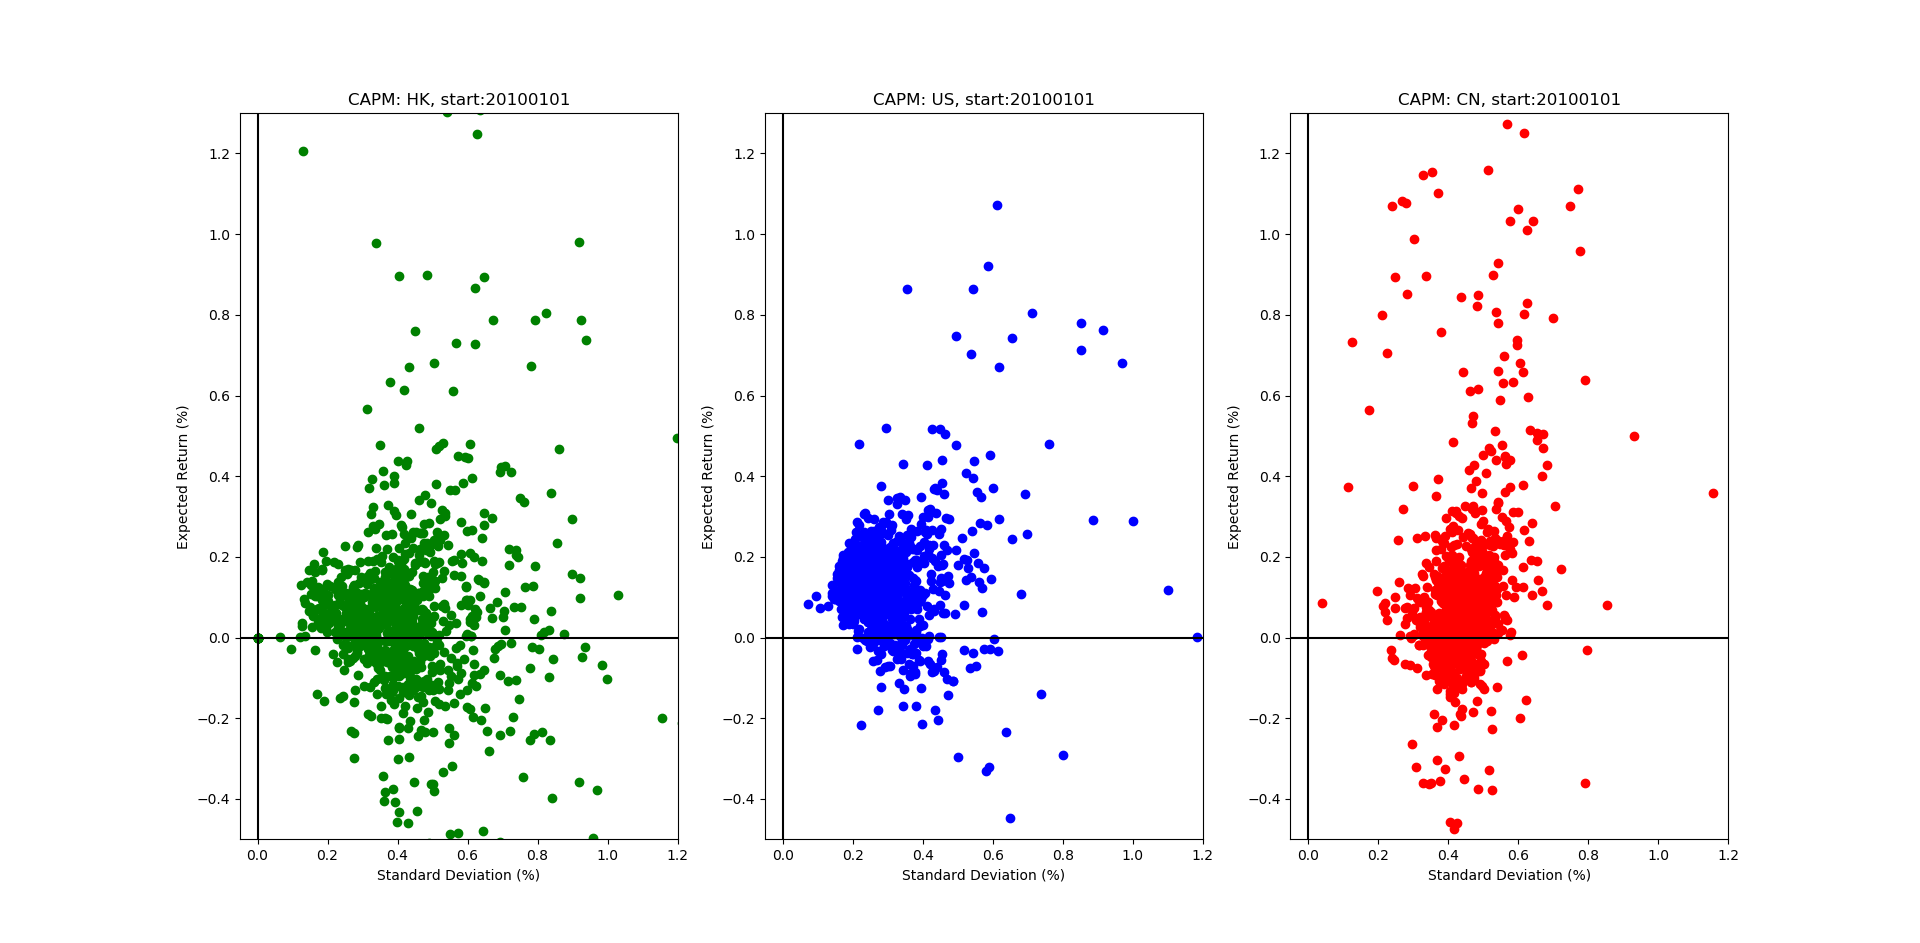 CAPM: HK, start:20100101
Expected Return (%)
1.2
1.0
0.8
0.6
0.4
0.2
0.0
−0.2
−0.4
0.0 0.2 0.4 0.6 0.8 1.0 1.2
Standard Deviation (%)
CAPM: US, start:20100101
Expected Return (%)
1.2
1.0
0.8
0.6
0.4
0.2
0.0
−0.2
−0.4
0.0 0.2 0.4 0.6 0.8 1.0 1.2
Standard Deviation (%)
CAPM: CN, start:20100101
Expected Return (%)
1.2
1.0
0.8
0.6
0.4
0.2
0.0
−0.2
−0.4
0.0 0.2 0.4 0.6 0.8 1.0 1.2
Standard Deviation (%)